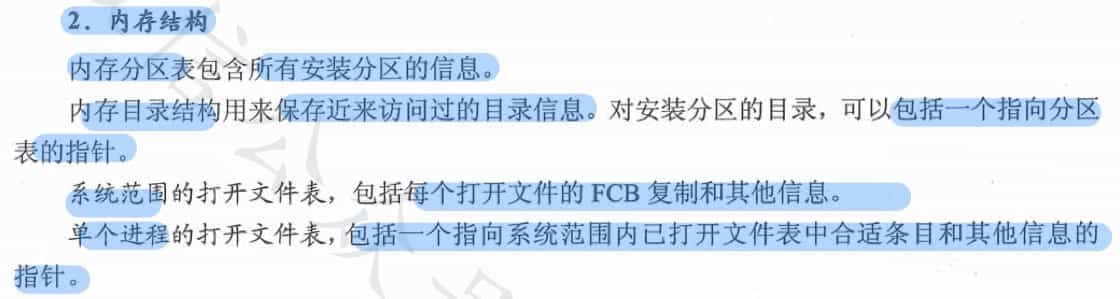 2．内存结构
内存分区表包含所有安装分区的信息。
内存目录结构用来保存近来访问过的目录信息。对安装分区的目录，可以包括一个指向分区
表的指针。
系统范围的打开文件表，包括每个打开文件的 FCB 复制和其他信息。
单个进程的打开文件表，包括一个指向系统范围内已打开文件表中合适条目和其他信息的
指针。